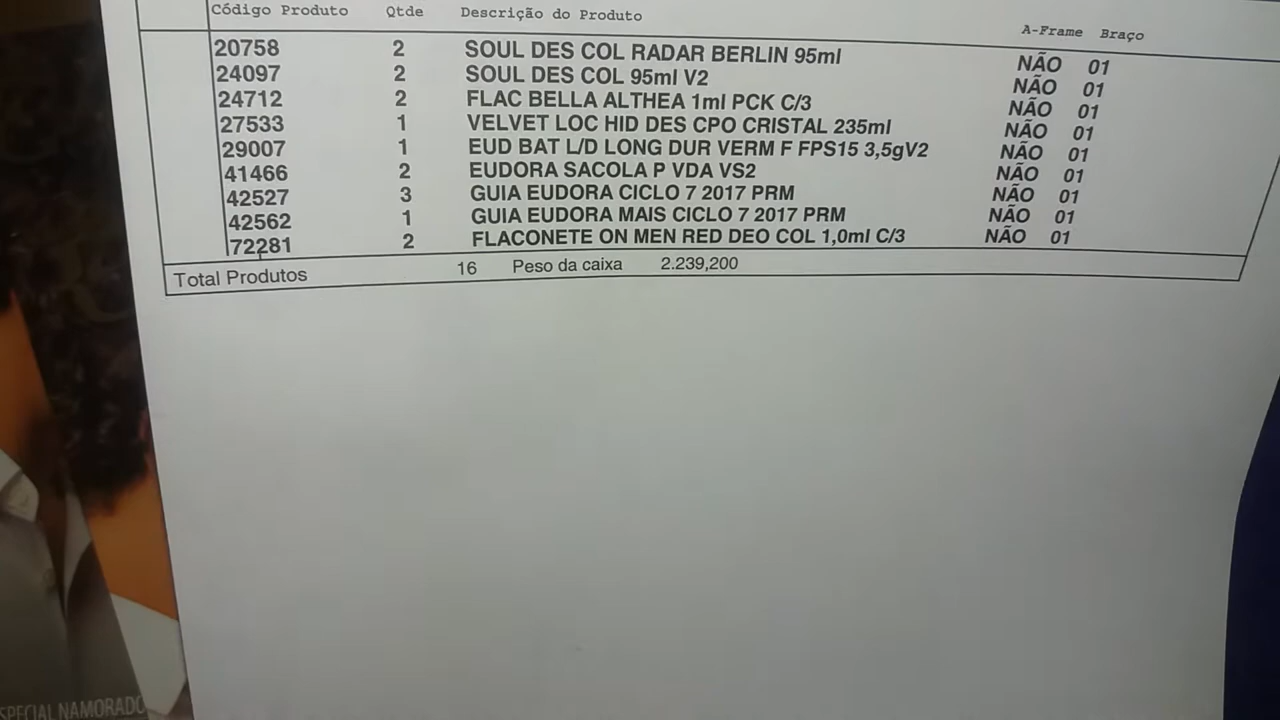 Código Produto Qtde Descrição do Produto A-Frame Braço
20758 2 SOUL DES COL RADAR BERLIN 95ml NÃO 01
24097 2 SOUL DES COL 95ml V2 NÃO 01
24712 2 FLAC BELLA ALTHEA 1ml PCK C/3 NÃO 01
27533 1 VELVET LOC HID DES CPO CRISTAL 235ml NÃO 01
29007 1 EUD BAT L/D LONG DUR VERM F FPS15 3,5gV2 NÃO 01
41466 2 EUDORA SACOLA P VDA VS2 NÃO 01
42527 3 GUIA EUDORA CICLO 7 2017 PRM NÃO 01
42562 1 GUIA EUDORA MAIS CICLO 7 2017 PRM NÃO 01
72281 2 FLACONETE ON MEN RED DEO COL 1,0ml C/3 NÃO 01
Total Produtos 16 Peso da caixa 2.239,200
SPECIAL NAMORADO